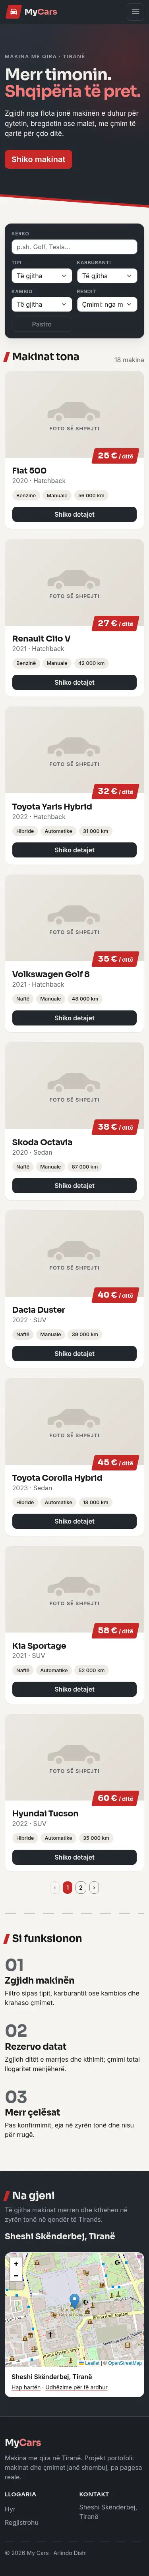 MyCars
MAKINA ME QIRA · TIRANË
Merr timonin.
Shqipëria të pret.
Zgjidh nga flota jonë makinën e duhur për
qytetin, bregdetin ose malet, me çmim të
qartë për çdo ditë.
Shiko makinat
KËRKO
p.sh. Golf, Tesla...
TIPI
KARBURANTI
Të gjitha
Të gjitha
KAMBIO
RENDIT
Të gjitha
Çmimi: nga m
Pastro
Makinat tona
18 makina
FOTO SË SHPEJTI
25 € / ditë
Fiat 500
2020 · Hatchback
Benzinë
Manuale
56 000 km
Shiko detajet
FOTO SË SHPEJTI
27 € / ditë
Renault Clio V
2021 · Hatchback
Benzinë
Manuale
42 000 km
Shiko detajet
FOTO SË SHPEJTI
32 € / ditë
Toyota Yaris Hybrid
2022 · Hatchback
Hibride
Automatike
31 000 km
Shiko detajet
FOTO SË SHPEJTI
35 € / ditë
Volkswagen Golf 8
2021 · Hatchback
Naftë
Manuale
48 000 km
Shiko detajet
FOTO SË SHPEJTI
38 € / ditë
Skoda Octavia
2020 · Sedan
Naftë
Manuale
87 000 km
Shiko detajet
FOTO SË SHPEJTI
40 € / ditë
Dacia Duster
2022 · SUV
Naftë
Manuale
39 000 km
Shiko detajet
FOTO SË SHPEJTI
45 € / ditë
Toyota Corolla Hybrid
2023 · Sedan
Hibride
Automatike
18 000 km
Shiko detajet
FOTO SË SHPEJTI
58 € / ditë
Kia Sportage
2021 · SUV
Naftë
Automatike
52 000 km
Shiko detajet
FOTO SË SHPEJTI
60 € / ditë
Hyundai Tucson
2022 · SUV
Hibride
Automatike
35 000 km
Shiko detajet
‹ 1 2 ›
Si funksionon
01
Zgjidh makinën
Filtro sipas tipit, karburantit ose kambios dhe
krahaso çmimet.
02
Rezervo datat
Zgjidh ditët e marrjes dhe kthimit; çmimi total
llogaritet menjëherë.
03
Merr çelësat
Pas konfirmimit, eja në zyrën tonë dhe nisu
për rrugë.
Na gjeni
Të gjitha makinat merren dhe kthehen në
zyrën tonë në qendër të Tiranës.
Sheshi Skënderbej, Tiranë
+
−
Leaflet | © OpenStreetMap
Sheshi Skënderbej, Tiranë
Hap hartën · Udhëzime për të ardhur
MyCars
Makina me qira në Tiranë. Projekt portofoli:
makinat dhe çmimet janë shembuj, pa pagesa
reale.
LLOGARIA
KONTAKT
Hyr
Regjistrohu
Sheshi Skënderbej,
Tiranë
© 2026 My Cars · Arlindo Dishi